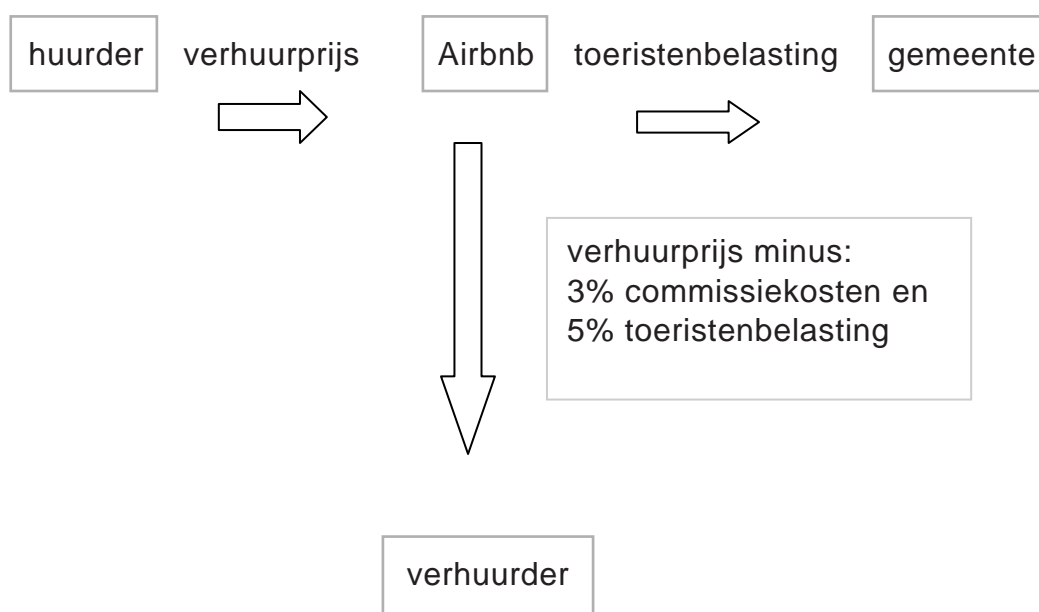 huurder verhuurprijs Airbnb toeristenbelasting gemeente
verhuurprijs minus:
3% commissiekosten en
5% toeristenbelasting
verhuurder